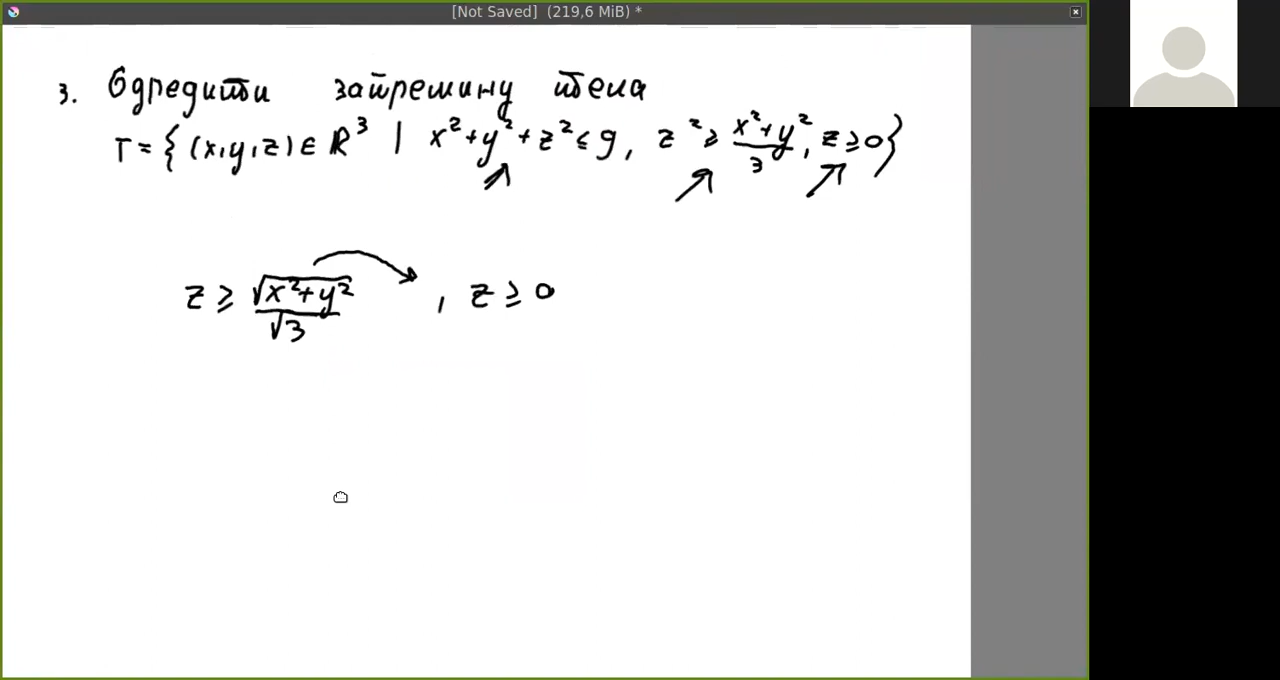 [Not Saved] (219,6 MiB) *
3. Одредити запремину тела
T = { (x,y,z) ∈ R³ | x² + y² + z² ≤ 9, z² ≥ (x²+y²)/3, z ≥ 0 }
z ≥ √(x²+y²)/√3 , z ≥ 0